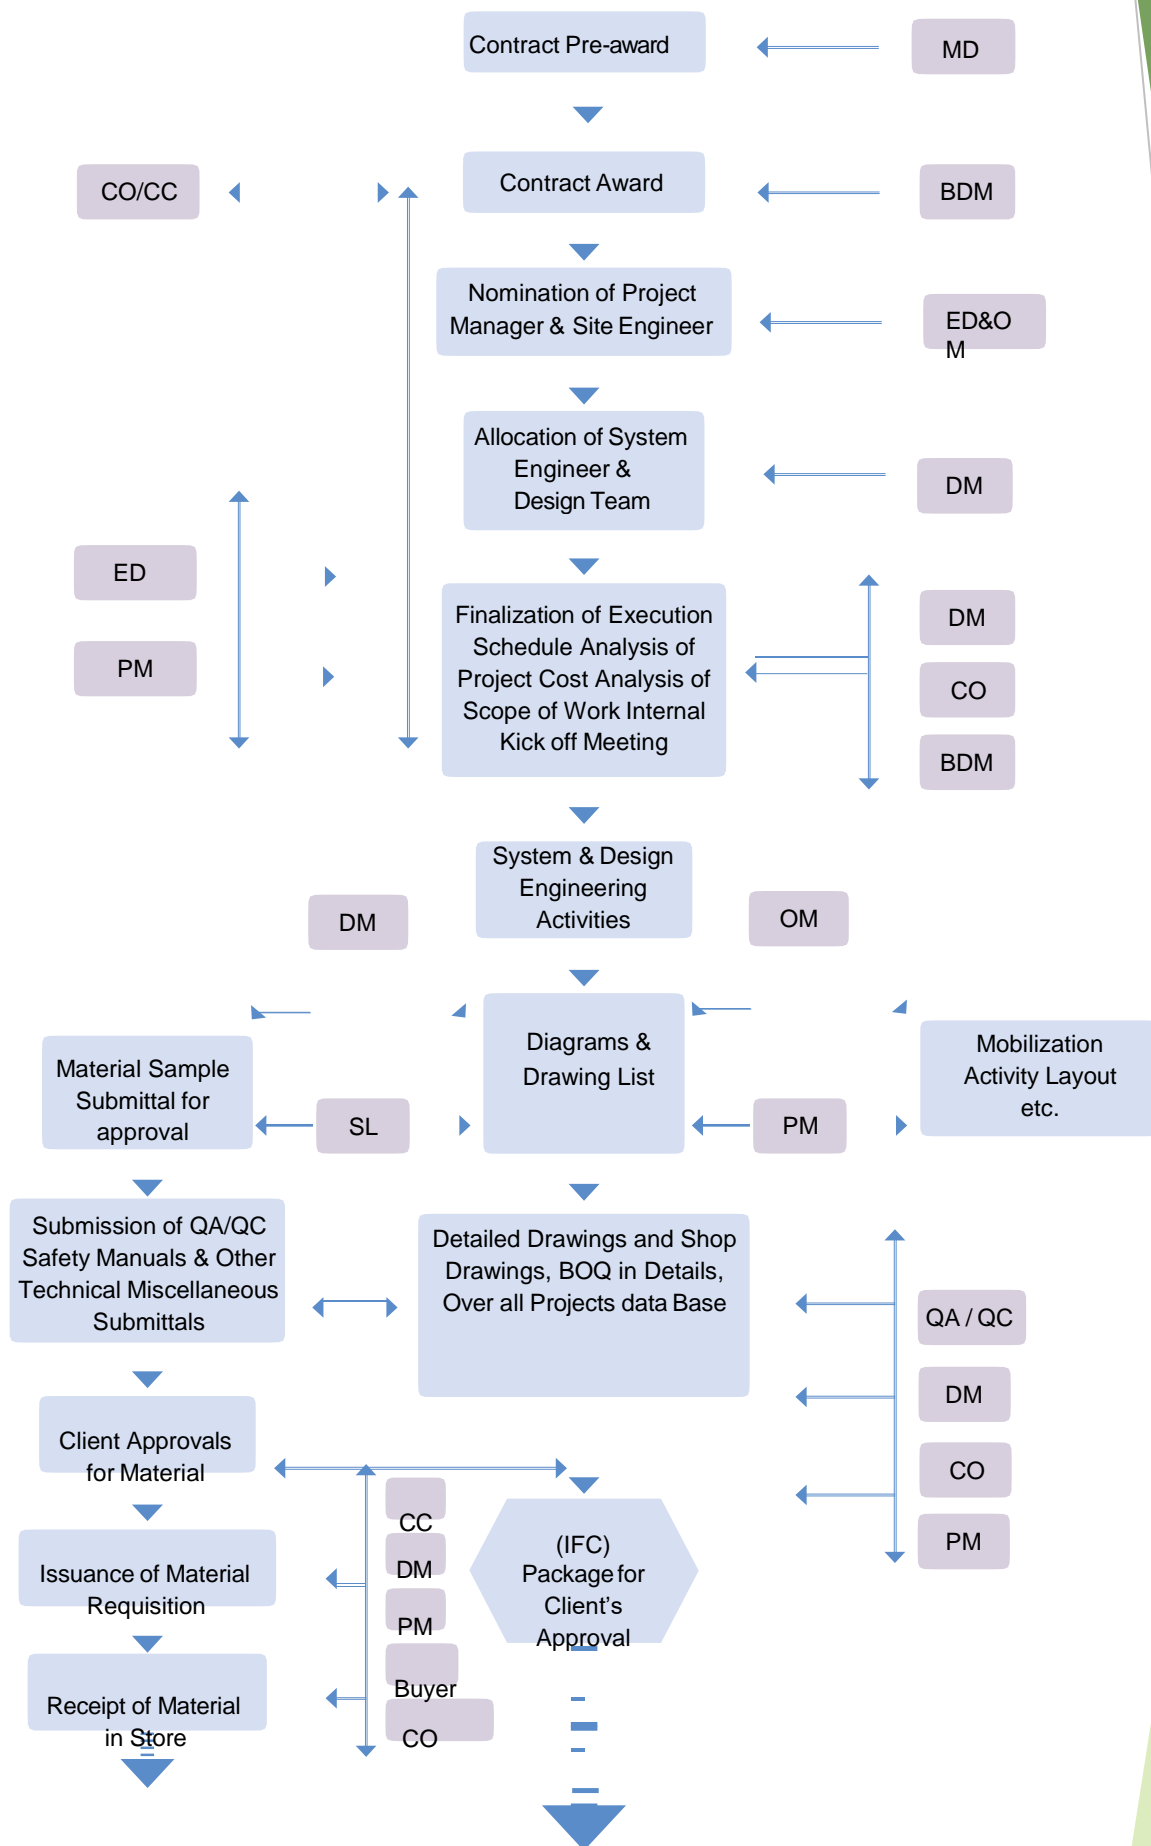 Contract Pre-award
MD
CO/CC
Contract Award
BDM
Nomination of Project
Manager & Site Engineer
ED&O
M
Allocation of System
Engineer &
Design Team
DM
ED
PM
Finalization of Execution
Schedule Analysis of
Project Cost Analysis of
Scope of Work Internal
Kick off Meeting
DM
CO
BDM
System & Design
Engineering
Activities
DM
OM
Material Sample
Submittal for
approval
SL
Diagrams &
Drawing List
PM
Mobilization
Activity Layout
etc.
Submission of QA/QC
Safety Manuals & Other
Technical Miscellaneous
Submittals
Detailed Drawings and Shop
Drawings, BOQ in Details,
Over all Projects data Base
QA / QC
DM
CO
PM
Client Approvals
for Material
CC
DM
PM
Buyer
CO
(IFC)
Package for
Client’s
Approval
Issuance of Material
Requisition
Receipt of Material
in Store